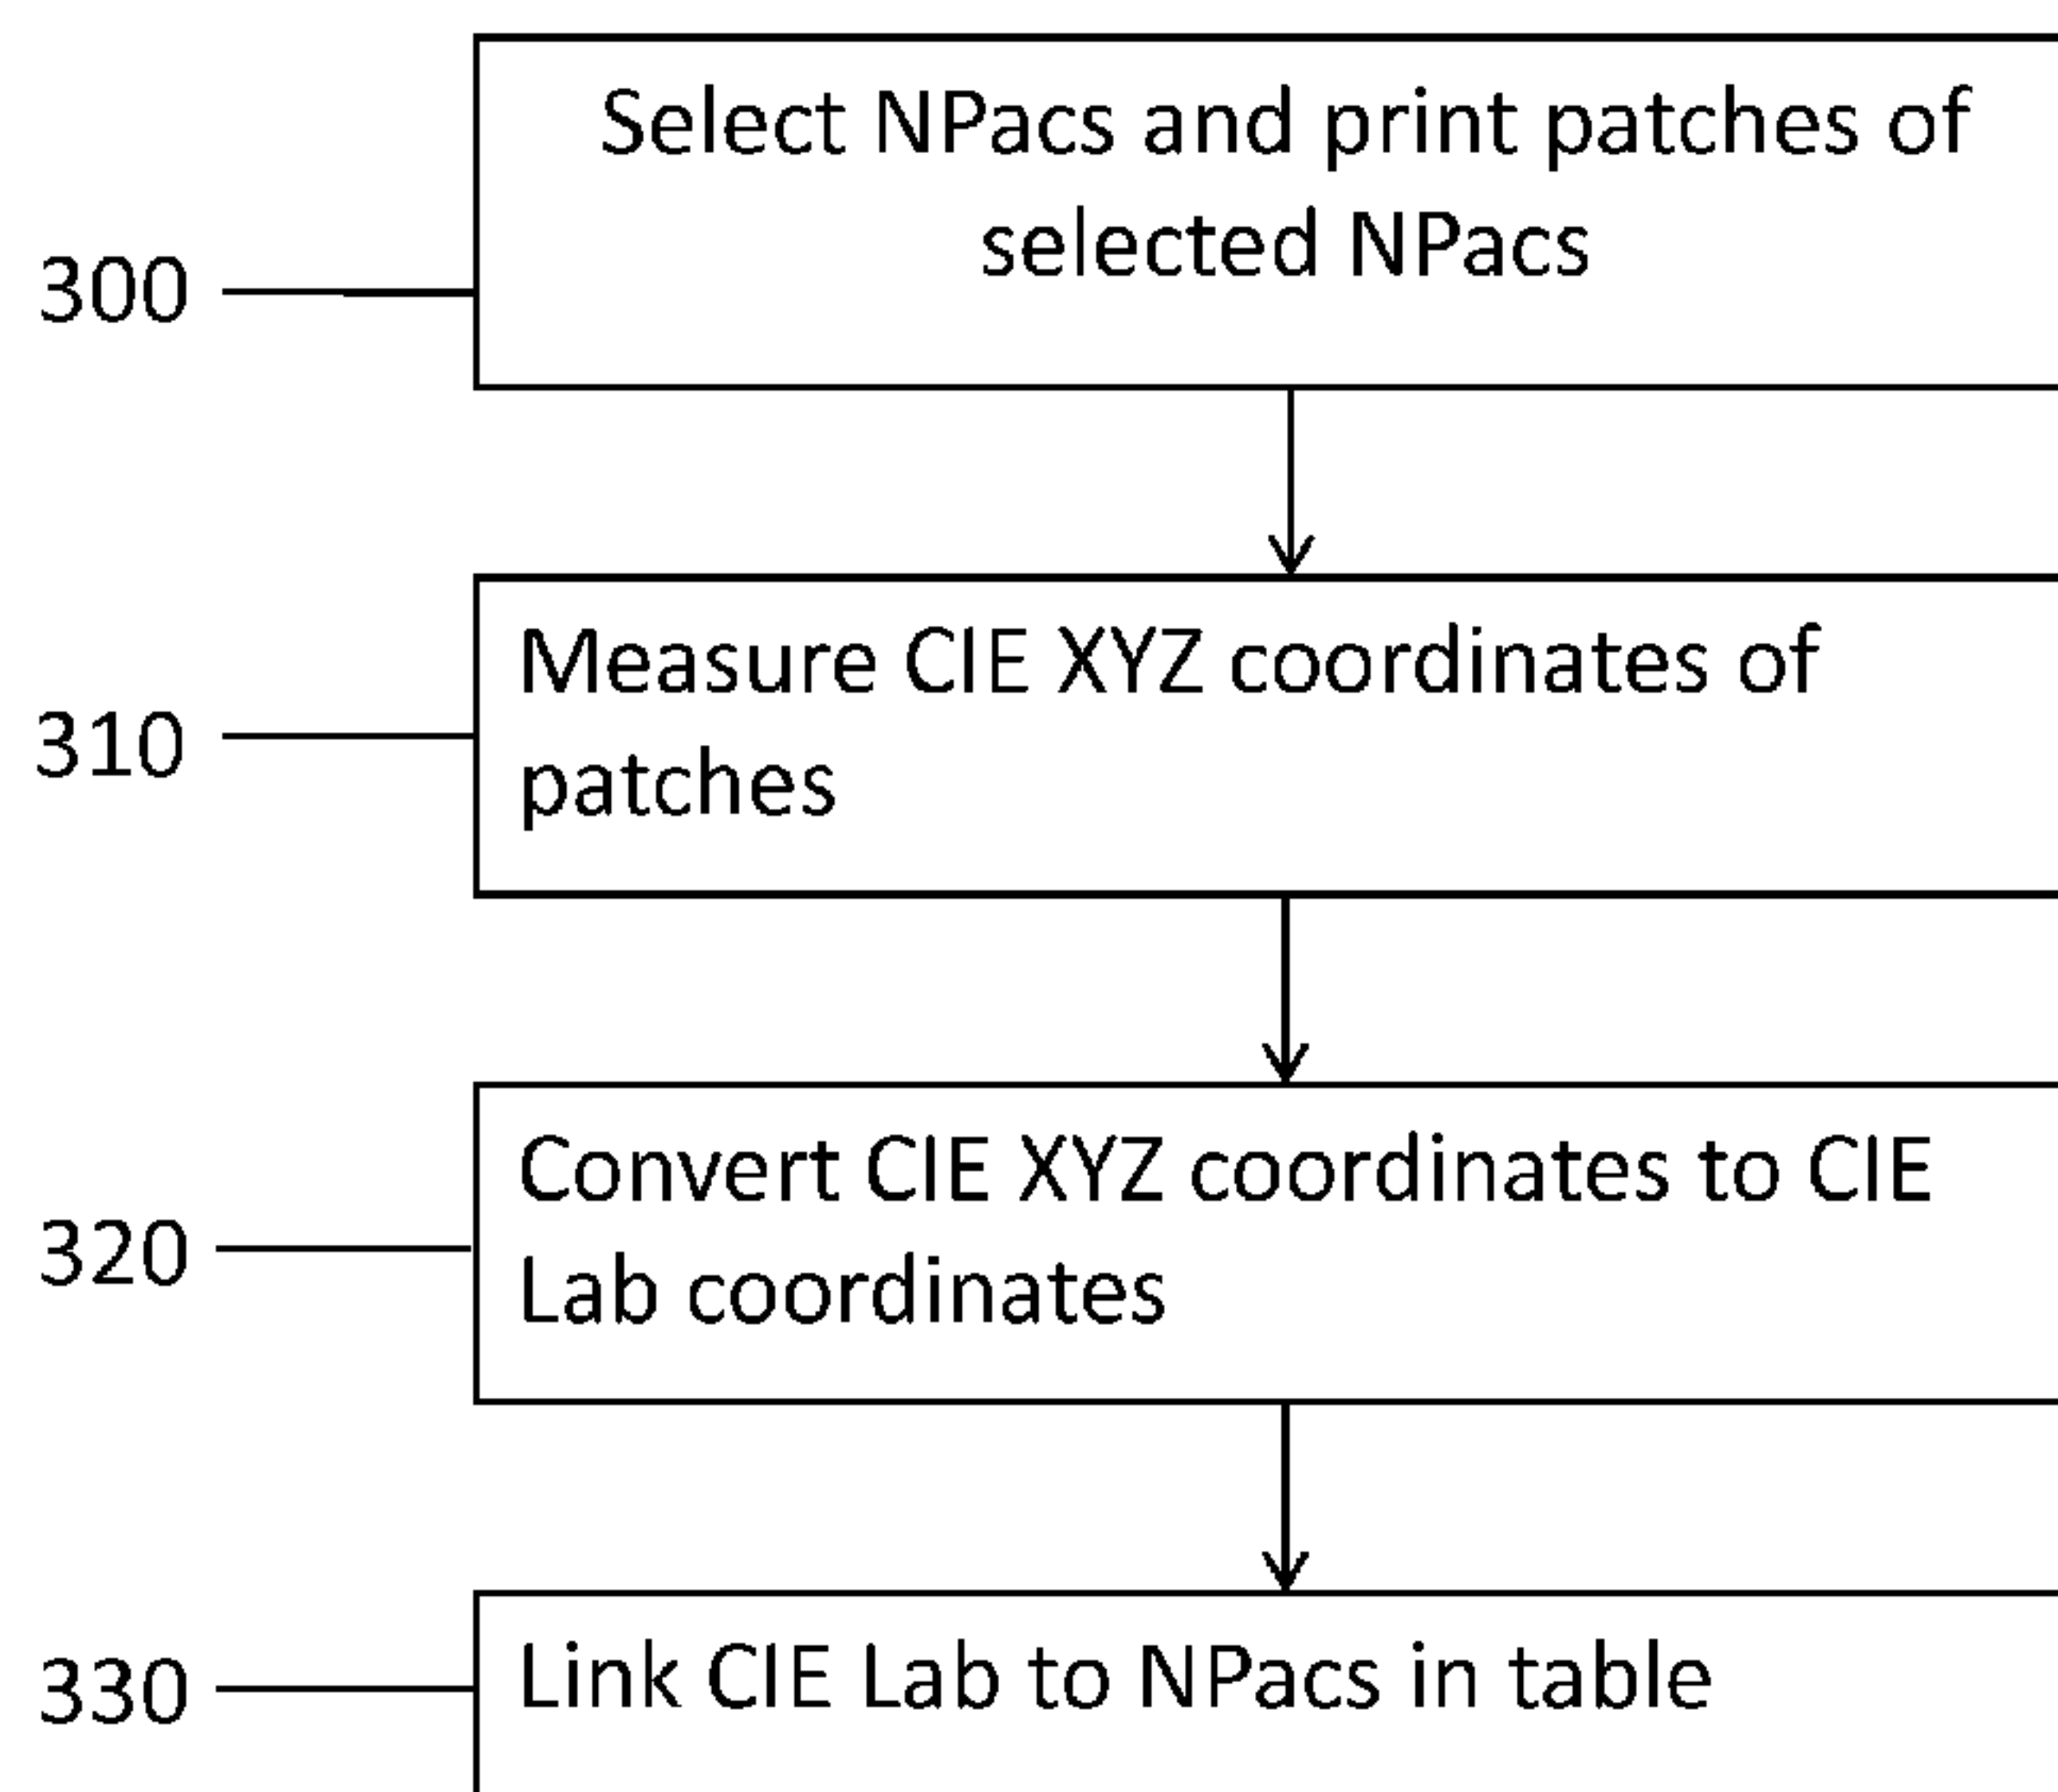 Select NPacs and print patches of
selected NPacs
300
Measure CIE XYZ coordinates of
patches
310
Convert CIE XYZ coordinates to CIE
Lab coordinates
320
Link CIE Lab to NPacs in table
330